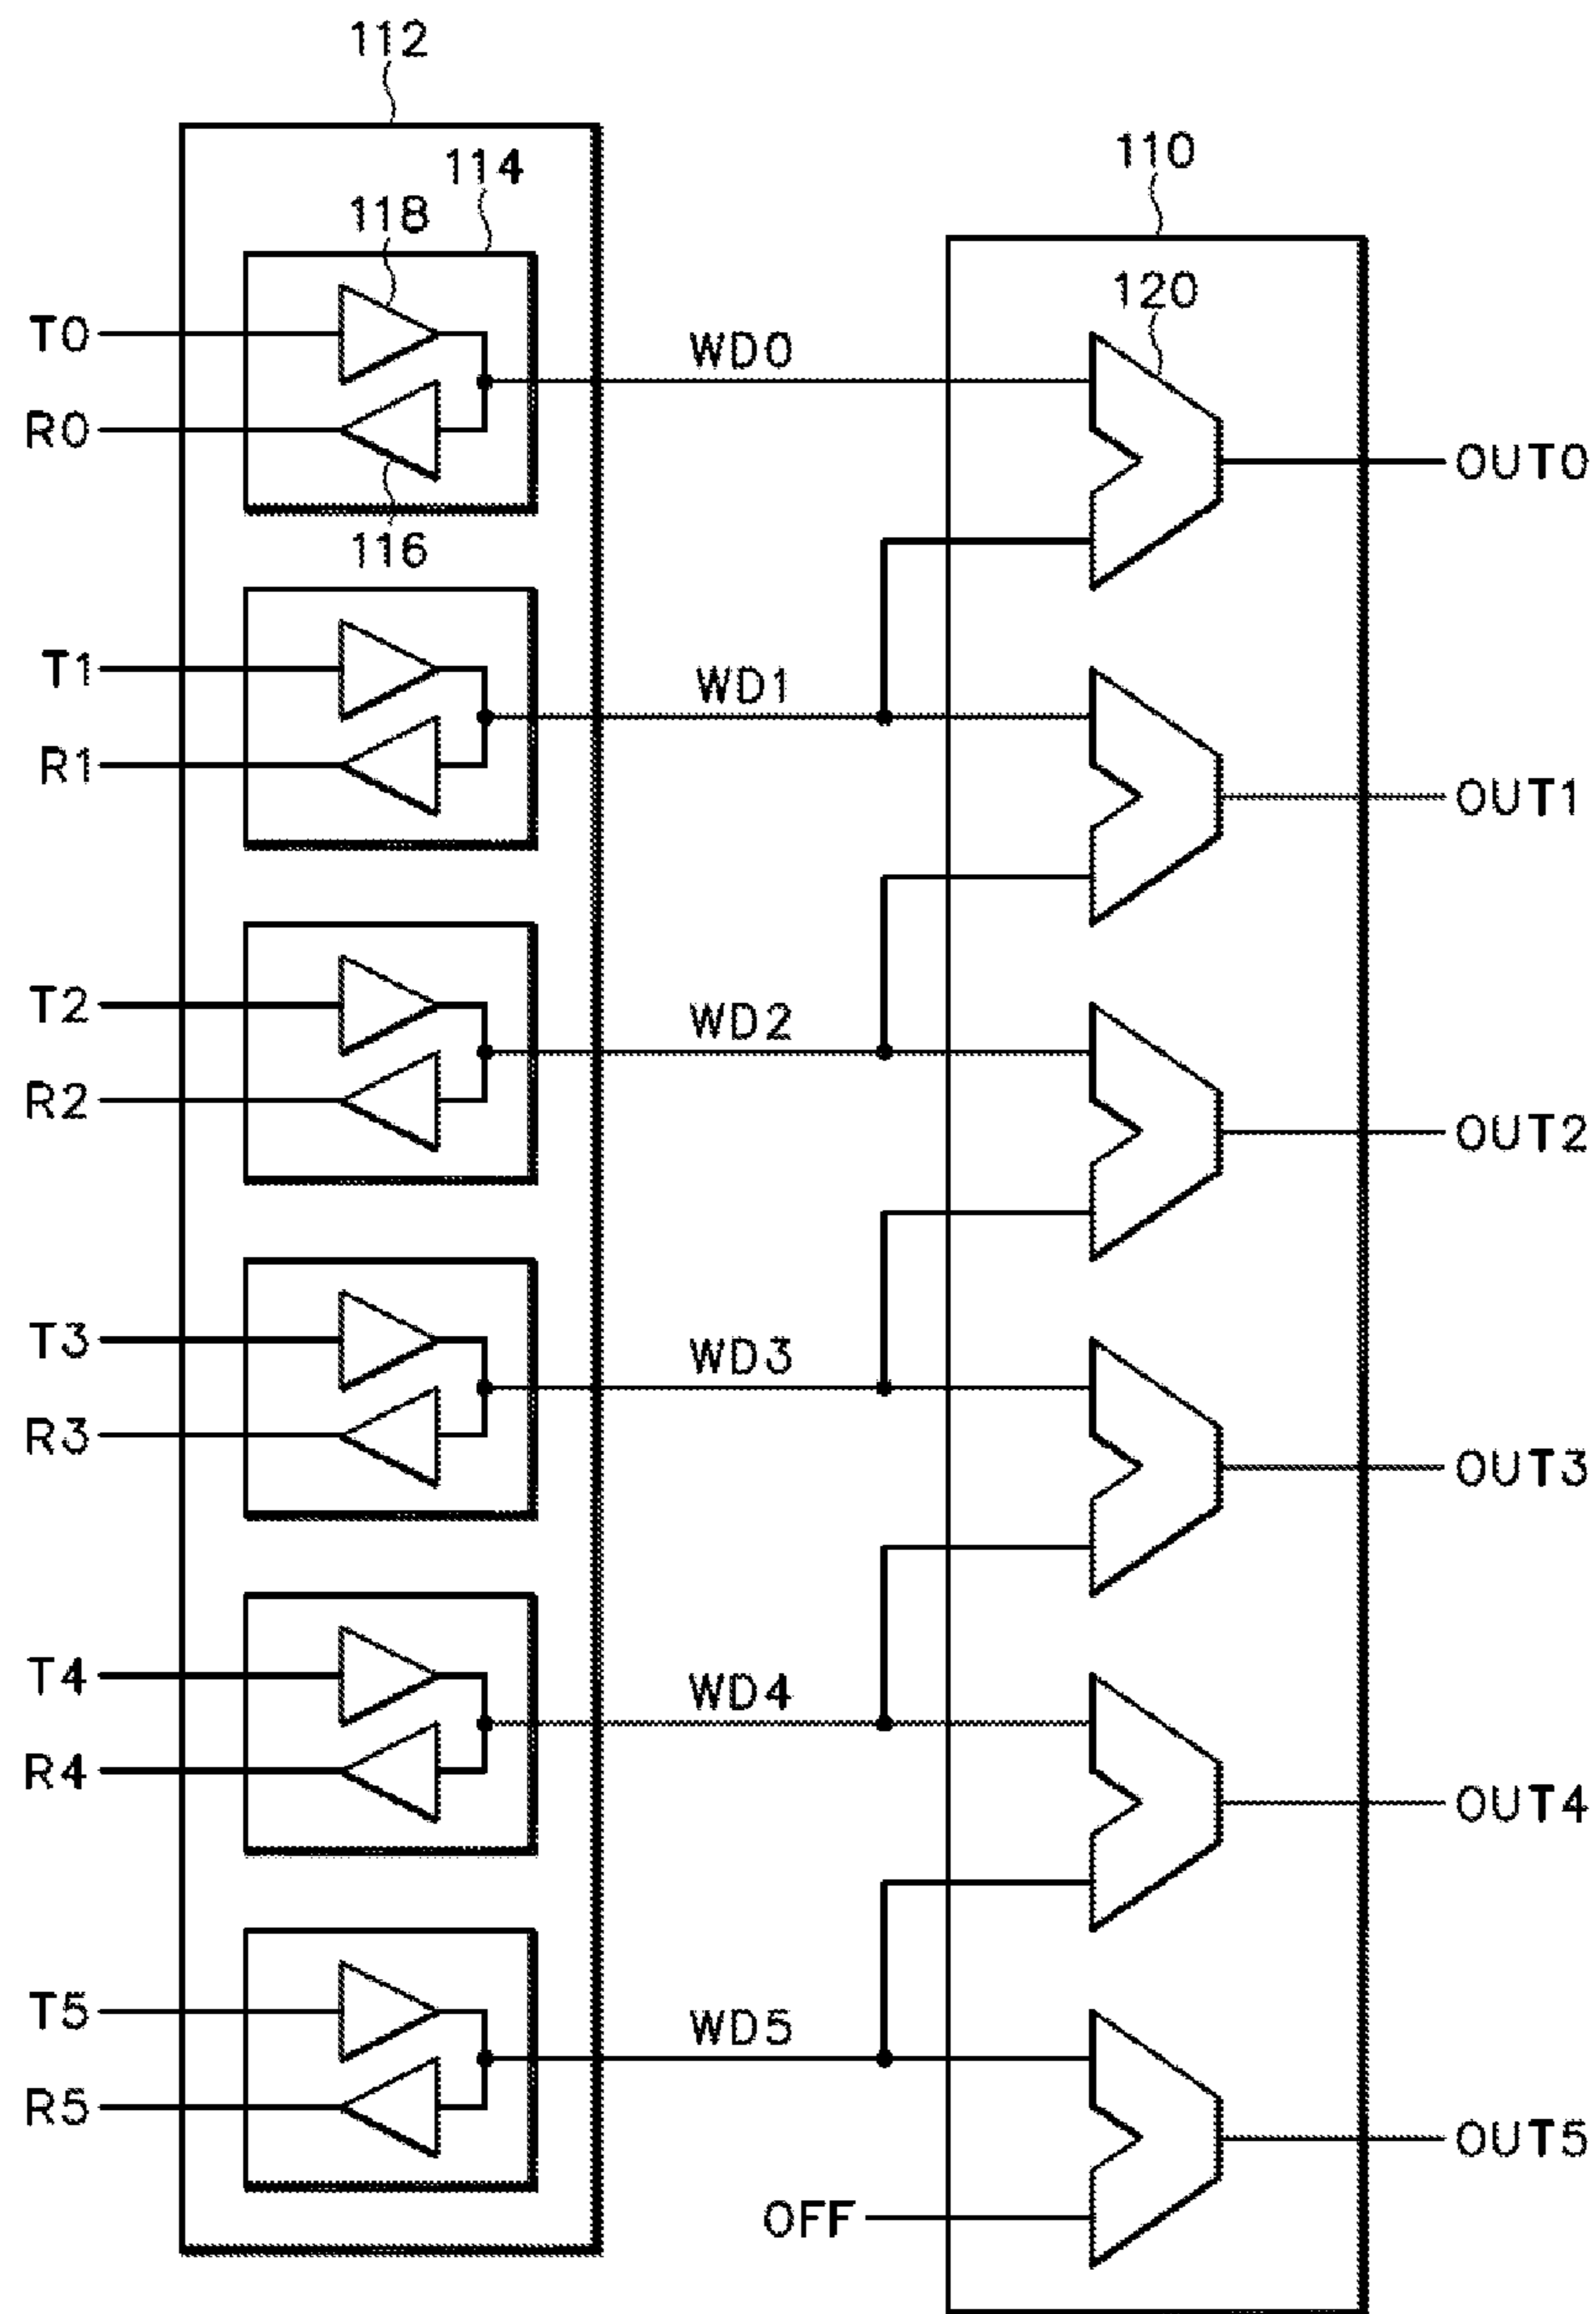 112
110
114
118
120
T0
WD0
R0
OUT0
116
T1
WD1
R1
OUT1
T2
WD2
R2
OUT2
T3
WD3
R3
OUT3
T4
WD4
R4
OUT4
T5
WD5
R5
OUT5
OFF